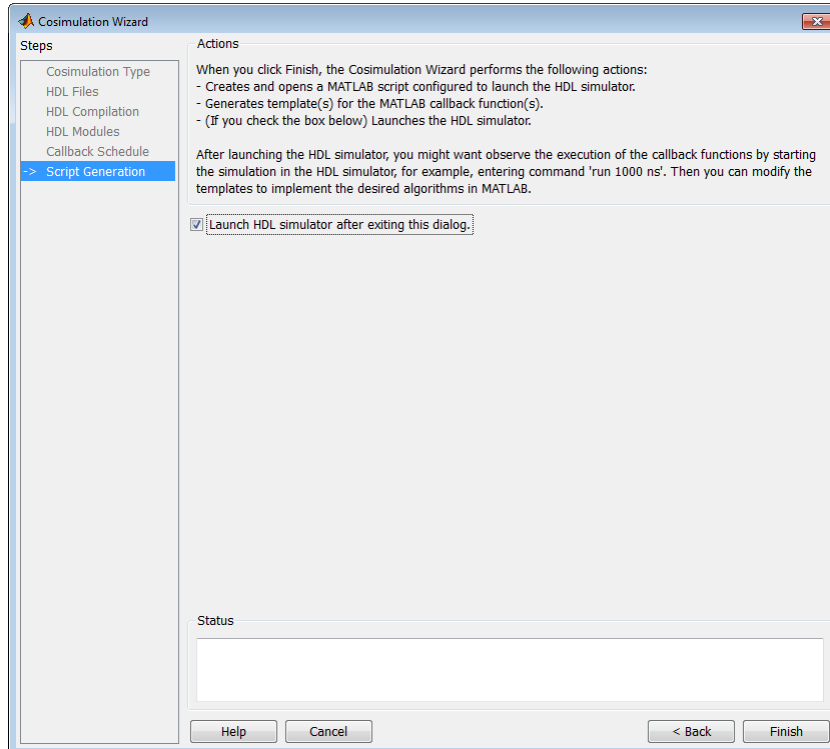 Cosimulation Wizard
Steps
Cosimulation Type
HDL Files
HDL Compilation
HDL Modules
Callback Schedule
-> Script Generation
Actions
When you click Finish, the Cosimulation Wizard performs the following actions:
- Creates and opens a MATLAB script configured to launch the HDL simulator.
- Generates template(s) for the MATLAB callback function(s).
- (If you check the box below) Launches the HDL simulator.
After launching the HDL simulator, you might want observe the execution of the callback functions by starting
the simulation in the HDL simulator, for example, entering command 'run 1000 ns'. Then you can modify the
templates to implement the desired algorithms in MATLAB.
Launch HDL simulator after exiting this dialog.
Status
Help
Cancel
< Back
Finish